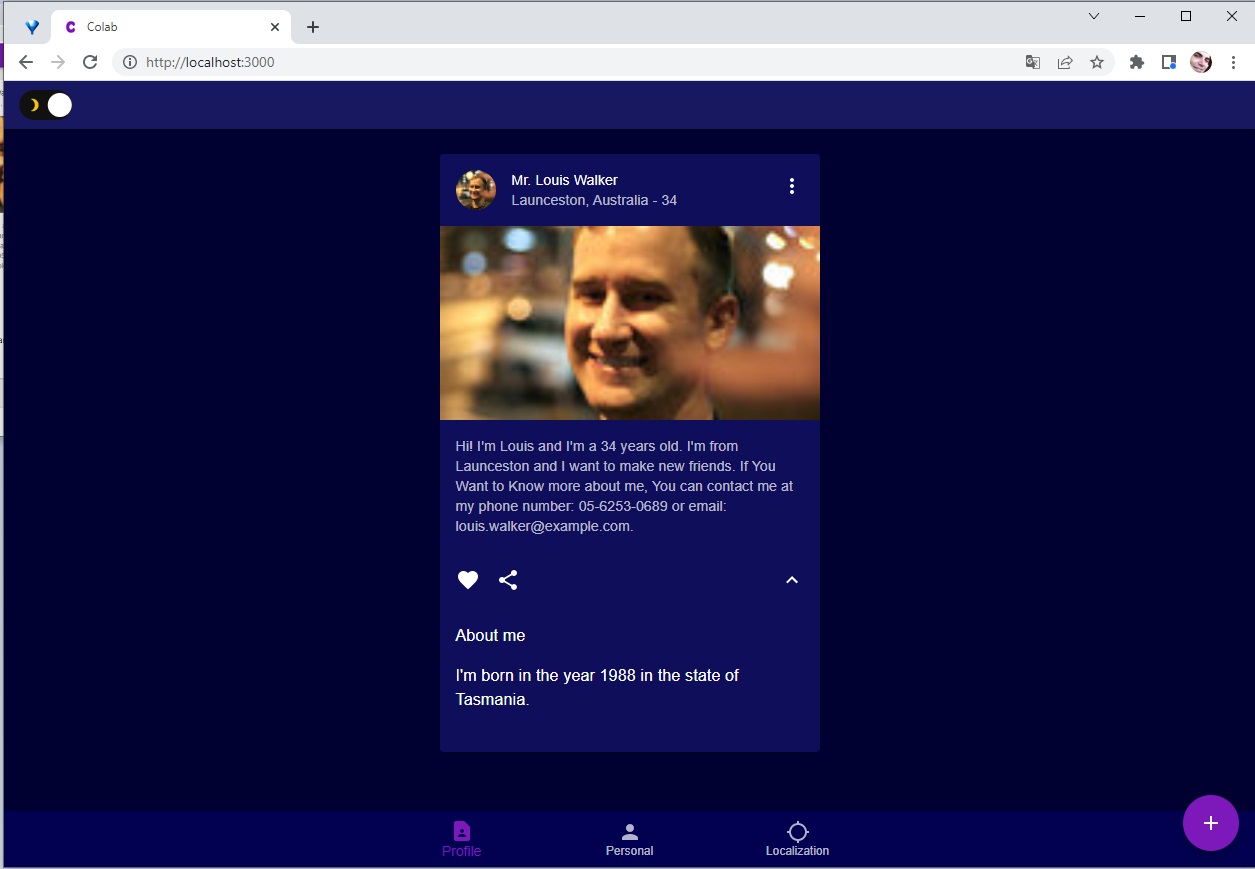 Colab
http://localhost:3000
Mr. Louis Walker
Launceston, Australia - 34
Hi! I'm Louis and I'm a 34 years old. I'm from
Launceston and I want to make new friends. If You
Want to Know more about me, You can contact me at
my phone number: 05-6253-0689 or email:
louis.walker@example.com.
About me
I'm born in the year 1988 in the state of
Tasmania.
Profile
Personal
Localization